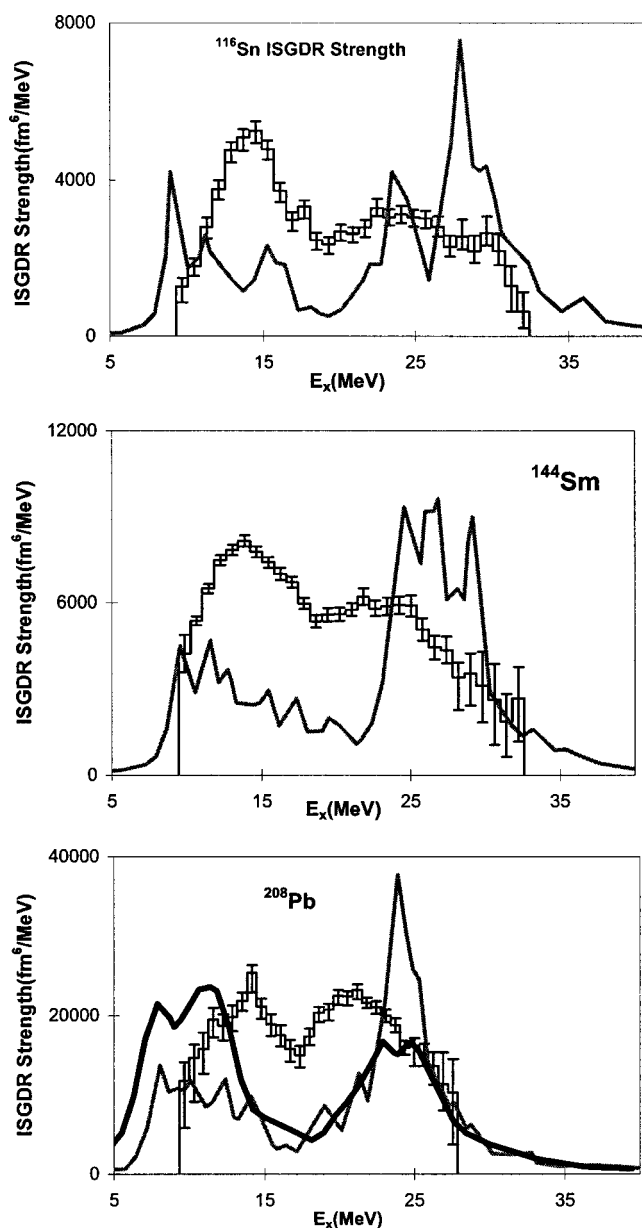 8000
¹¹⁶Sn ISGDR Strength
ISGDR Strength(fm⁶/MeV)
4000
0
5
15
25
35
Eₓ(MeV)
12000
¹⁴⁴Sm
ISGDR Strength(fm⁶/MeV)
6000
0
5
15
25
35
Eₓ(MeV)
40000
²⁰⁸Pb
ISGDR Strength(fm⁶/MeV)
20000
0
5
15
25
35
Eₓ(MeV)